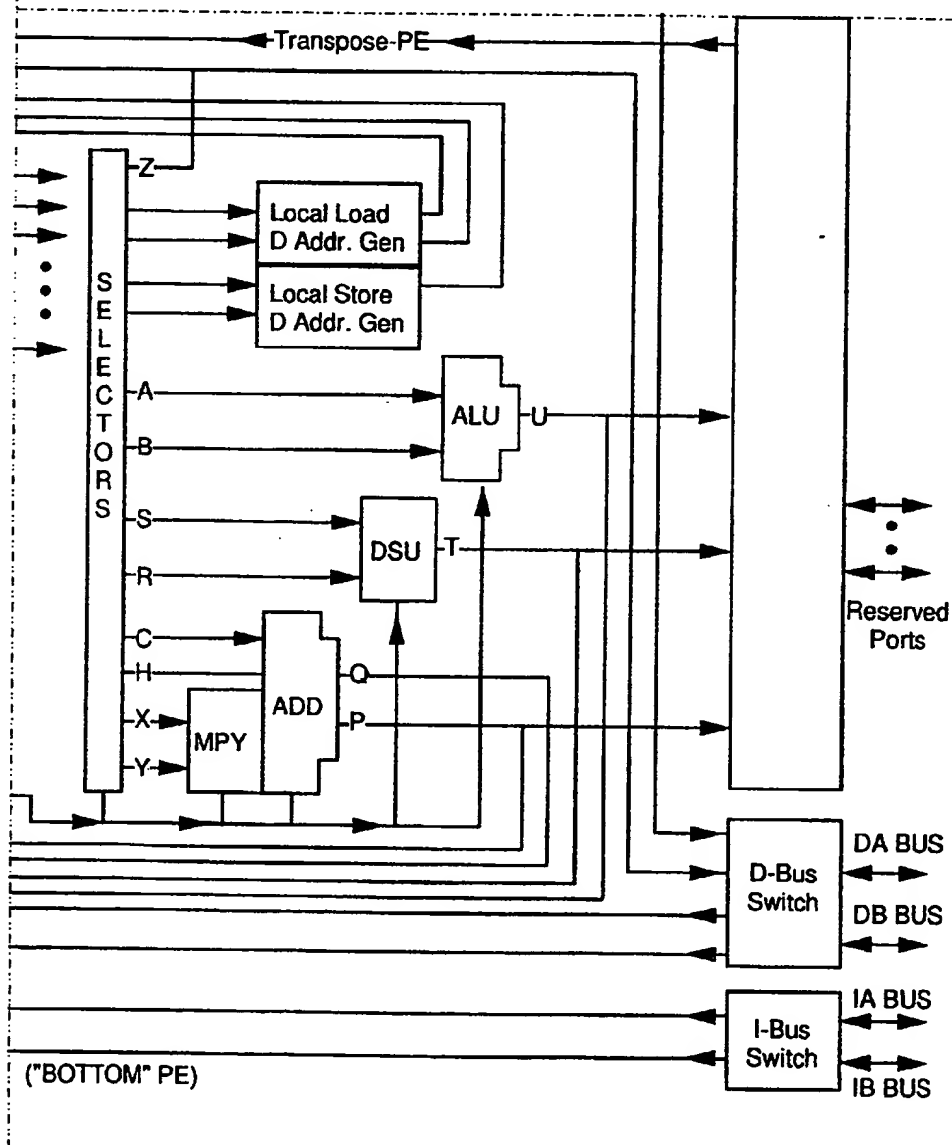 Transpose-PE
Z
Local Load
D Addr. Gen
SELECTORS
Local Store
D Addr. Gen
A
ALU
U
B
S
DSU
T
R
Reserved
Ports
C
H
ADD
Q
X
P
MPY
Y
DA BUS
D-Bus
Switch
DB BUS
IA BUS
I-Bus
Switch
("BOTTOM" PE)
IB BUS